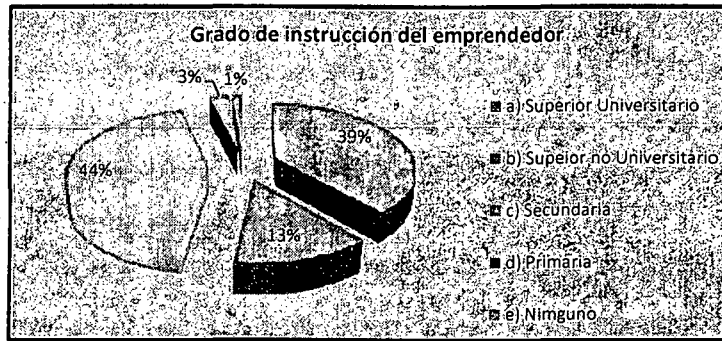 Grado de instrucción del emprendedor
3% 1%
39%
44%
13%
a) Superior Universitario
b) Supeior no Universitario
c) Secundaria
d) Primaria
e) Nimguno